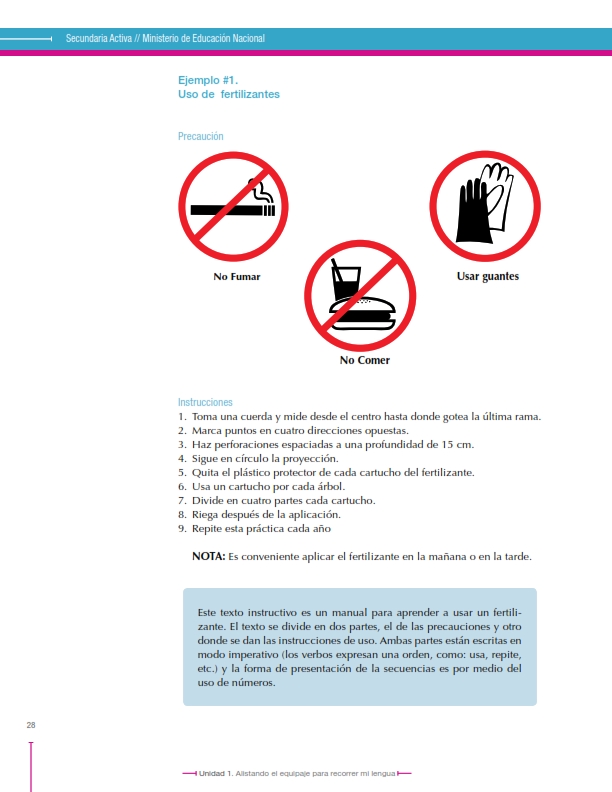 Secundaria Activa // Ministerio de Educación Nacional
Ejemplo #1.
Uso de fertilizantes
Precaución
No Fumar
Usar guantes
No Comer
Instrucciones
1. Toma una cuerda y mide desde el centro hasta donde gotea la última rama.
2. Marca puntos en cuatro direcciones opuestas.
3. Haz perforaciones espaciadas a una profundidad de 15 cm.
4. Sigue en círculo la proyección.
5. Quita el plástico protector de cada cartucho del fertilizante.
6. Usa un cartucho por cada árbol.
7. Divide en cuatro partes cada cartucho.
8. Riega después de la aplicación.
9. Repite esta práctica cada año
NOTA: Es conveniente aplicar el fertilizante en la mañana o en la tarde.
Este texto instructivo es un manual para aprender a usar un fertili-
zante. El texto se divide en dos partes, el de las precauciones y otro
donde se dan las instrucciones de uso. Ambas partes están escritas en
modo imperativo (los verbos expresan una orden, como: usa, repite,
etc.) y la forma de presentación de la secuencias es por medio del
uso de números.
28
Unidad 1. Alistando el equipaje para recorrer mi lengua